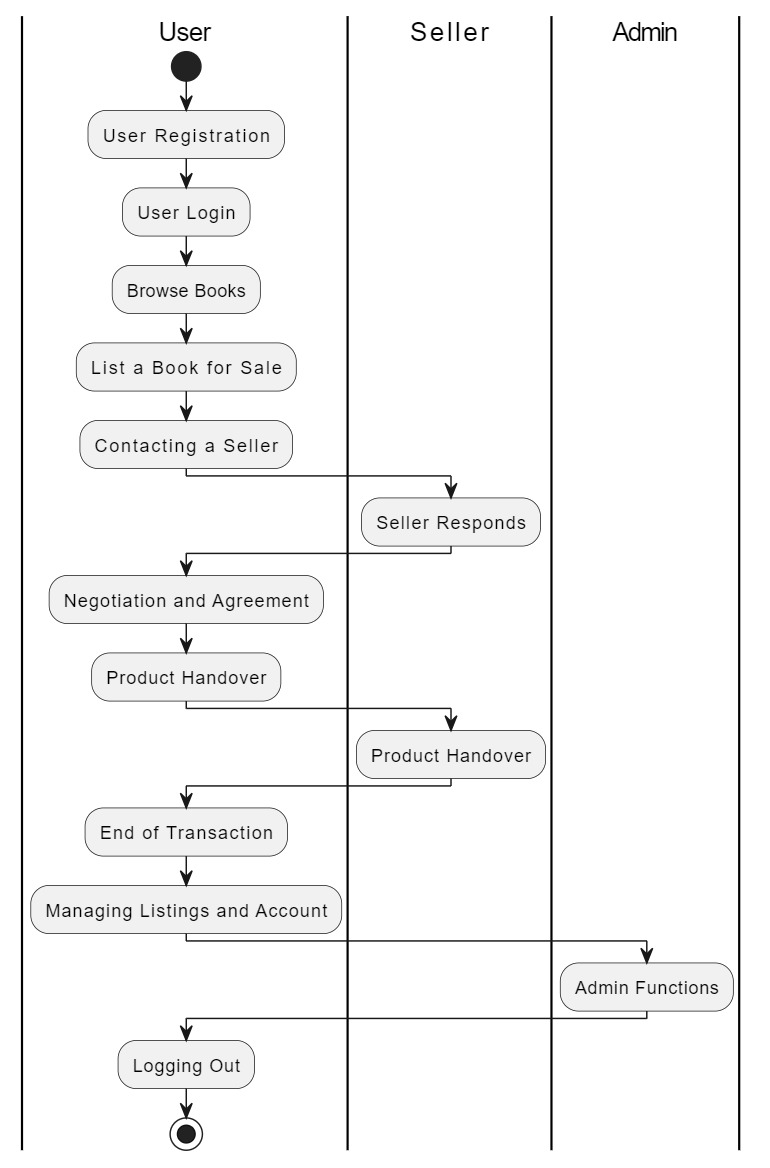 User
Seller
Admin
User Registration
User Login
Browse Books
List a Book for Sale
Contacting a Seller
Seller Responds
Negotiation and Agreement
Product Handover
Product Handover
End of Transaction
Managing Listings and Account
Admin Functions
Logging Out